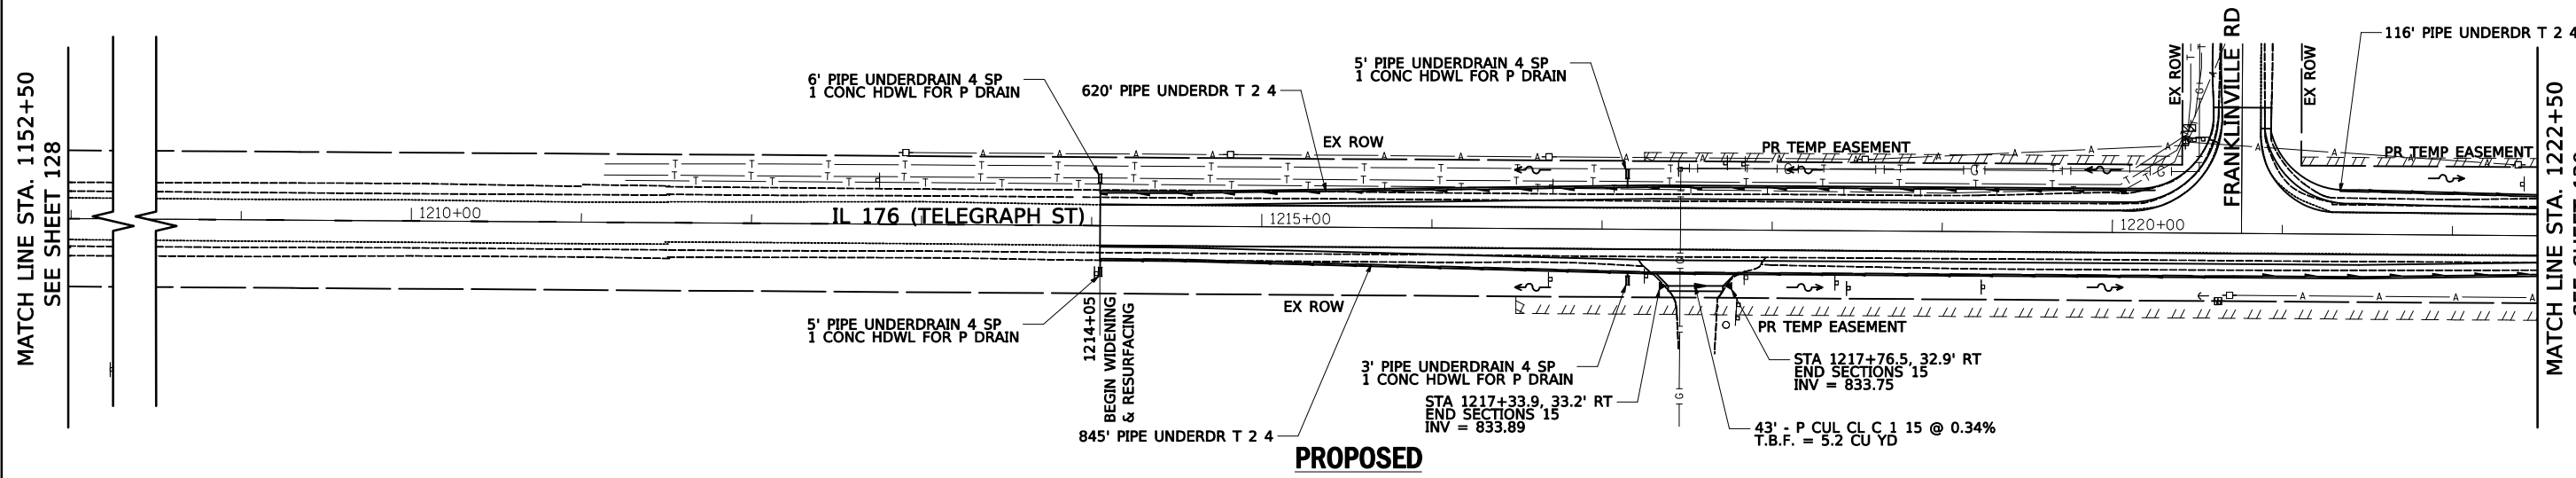 MATCH LINE STA. 1152+50
SEE SHEET 128
6' PIPE UNDERDRAIN 4 SP
1 CONC HDWL FOR P DRAIN
620' PIPE UNDERDR T 2 4
5' PIPE UNDERDRAIN 4 SP
1 CONC HDWL FOR P DRAIN
EX ROW
PR TEMP EASEMENT
EX ROW
FRANKLINVILLE RD
EX ROW
116' PIPE UNDERDR T 2 4
PR TEMP EASEMENT
MATCH LINE STA. 1222+50
1210+00
IL 176 (TELEGRAPH ST)
1215+00
1220+00
5' PIPE UNDERDRAIN 4 SP
1 CONC HDWL FOR P DRAIN
1214+05
BEGIN WIDENING
& RESURFACING
EX ROW
845' PIPE UNDERDR T 2 4
3' PIPE UNDERDRAIN 4 SP
1 CONC HDWL FOR P DRAIN
STA 1217+33.9, 33.2' RT
END SECTIONS 15
INV = 833.89
PR TEMP EASEMENT
STA 1217+76.5, 32.9' RT
END SECTIONS 15
INV = 833.75
43' - P CUL CL C 1 15 @ 0.34%
T.B.F. = 5.2 CU YD
PROPOSED